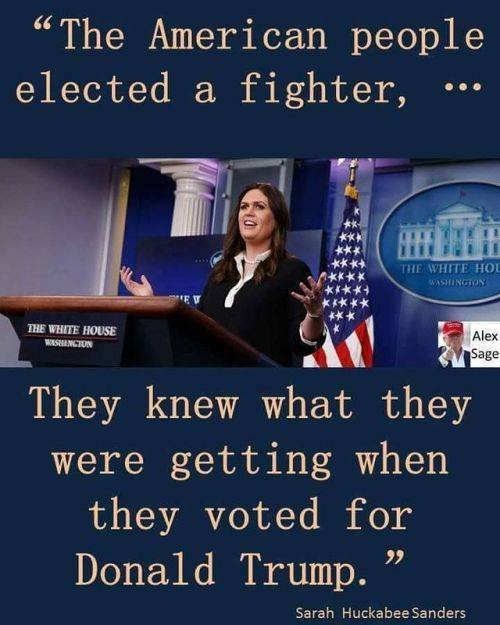 “The American people
elected a fighter, ...
THE WHITE HOU
WASHINGTON
THE WHITE HOUSE
WASHINGTON
Alex
Sage
They knew what they
were getting when
they voted for
Donald Trump.”
Sarah Huckabee Sanders